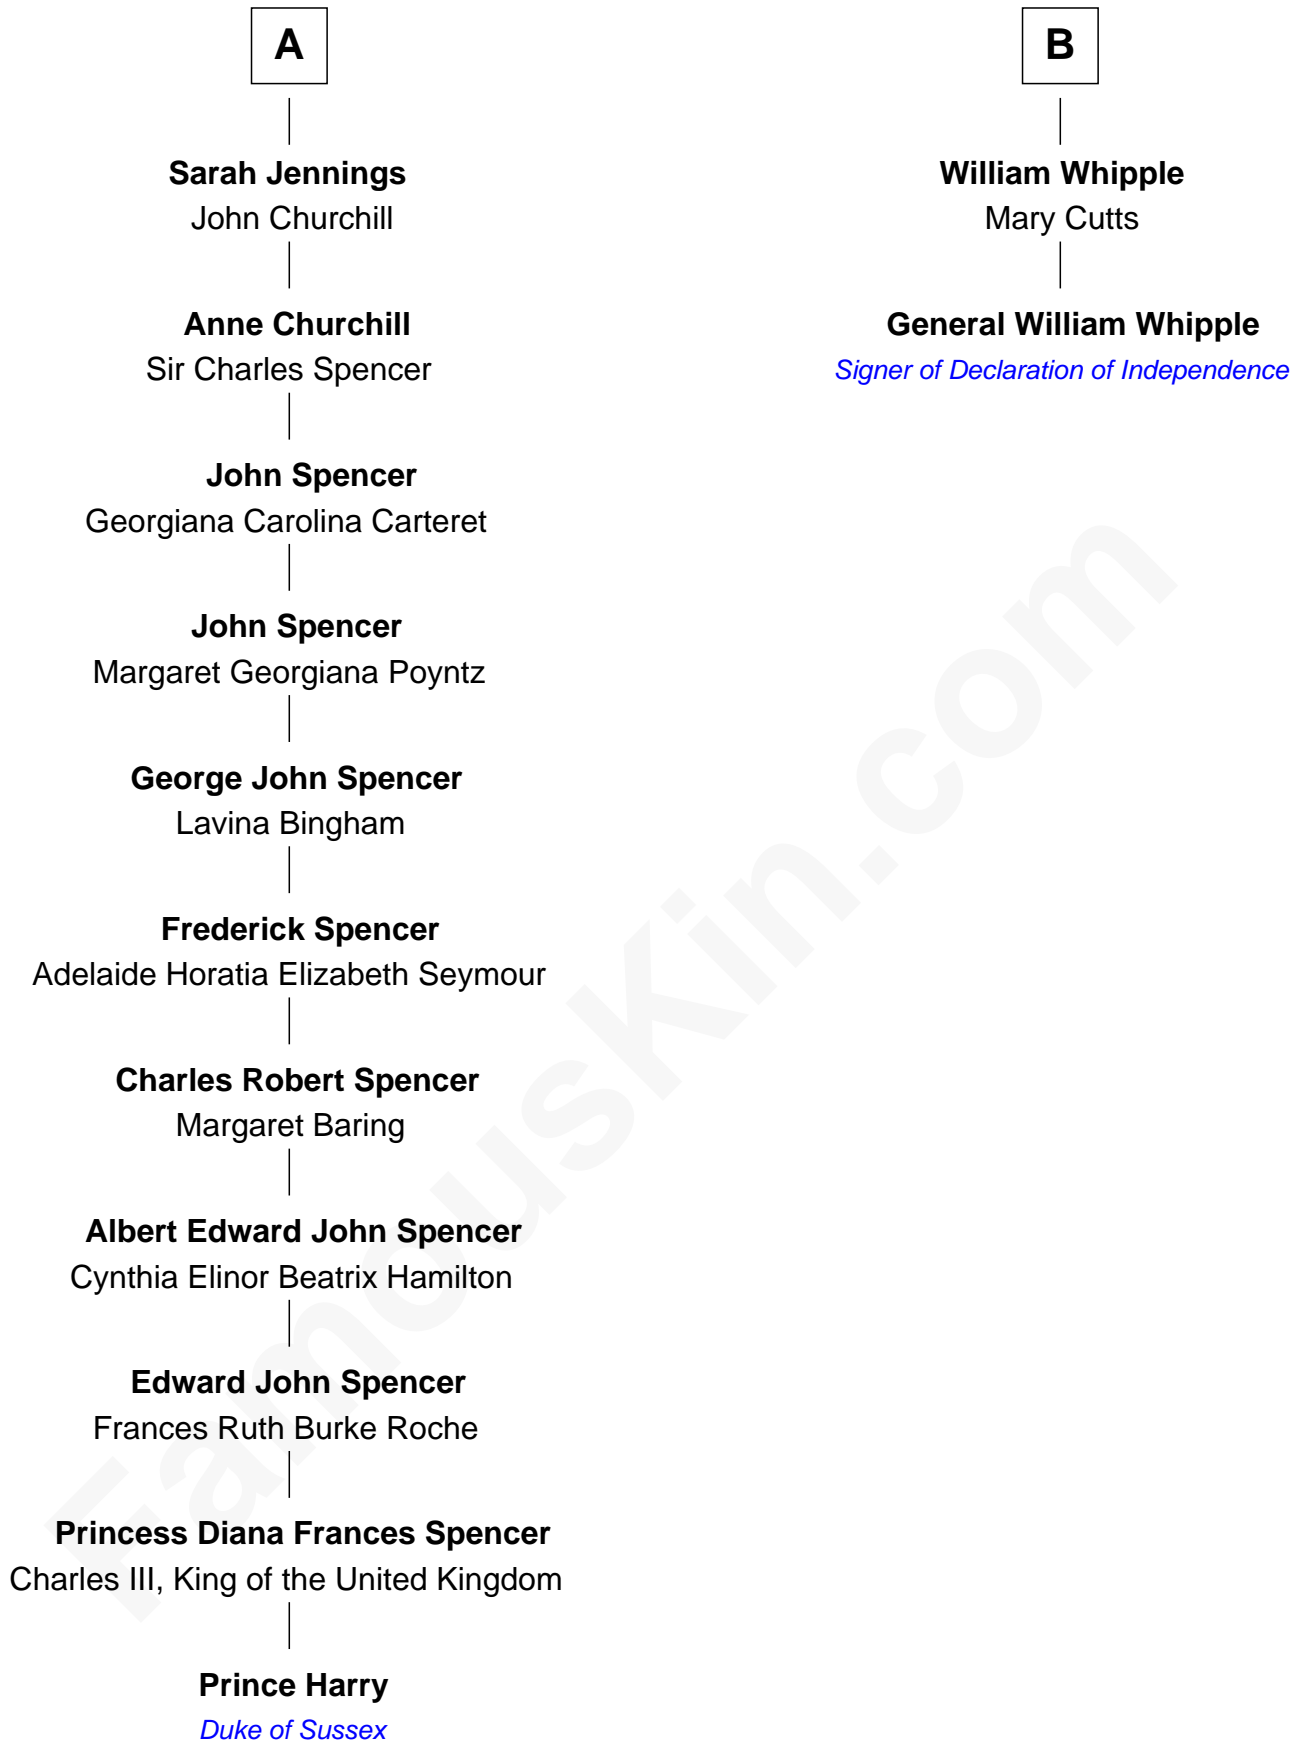 A
B
Sarah Jennings
John Churchill
William Whipple
Mary Cutts
Anne Churchill
Sir Charles Spencer
General William Whipple
Signer of Declaration of Independence
John Spencer
Georgiana Carolina Carteret
John Spencer
Margaret Georgiana Poyntz
George John Spencer
Lavina Bingham
Frederick Spencer
Adelaide Horatia Elizabeth Seymour
Charles Robert Spencer
Margaret Baring
Albert Edward John Spencer
Cynthia Elinor Beatrix Hamilton
Edward John Spencer
Frances Ruth Burke Roche
Princess Diana Frances Spencer
Charles III, King of the United Kingdom
Prince Harry
Duke of Sussex
FamousKin.com